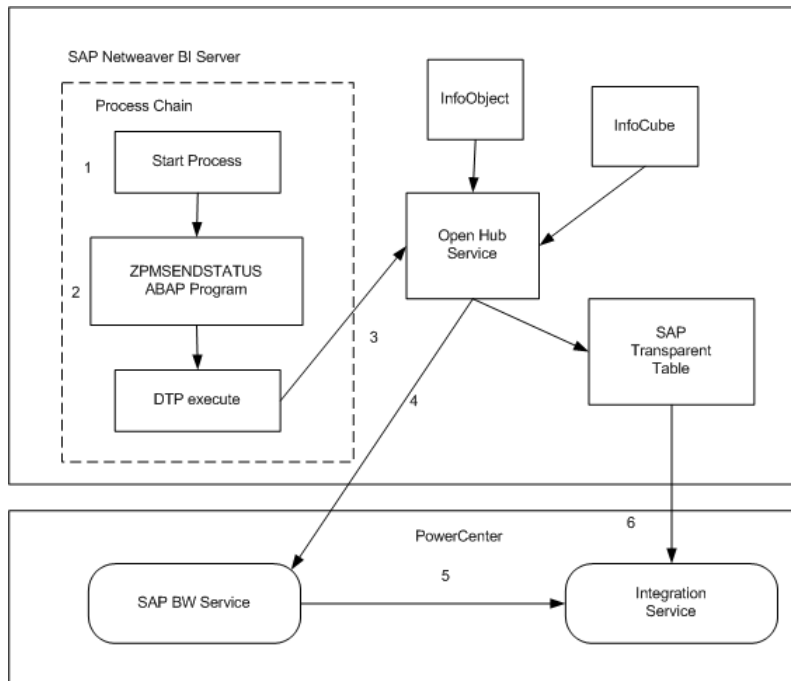 SAP Netweaver BI Server
Process Chain
1
Start Process
2
ZPMSENDSTATUS
ABAP Program
DTP execute
3
InfoObject
InfoCube
Open Hub
Service
SAP
Transparent
Table
4
PowerCenter
6
SAP BW Service
5
Integration
Service